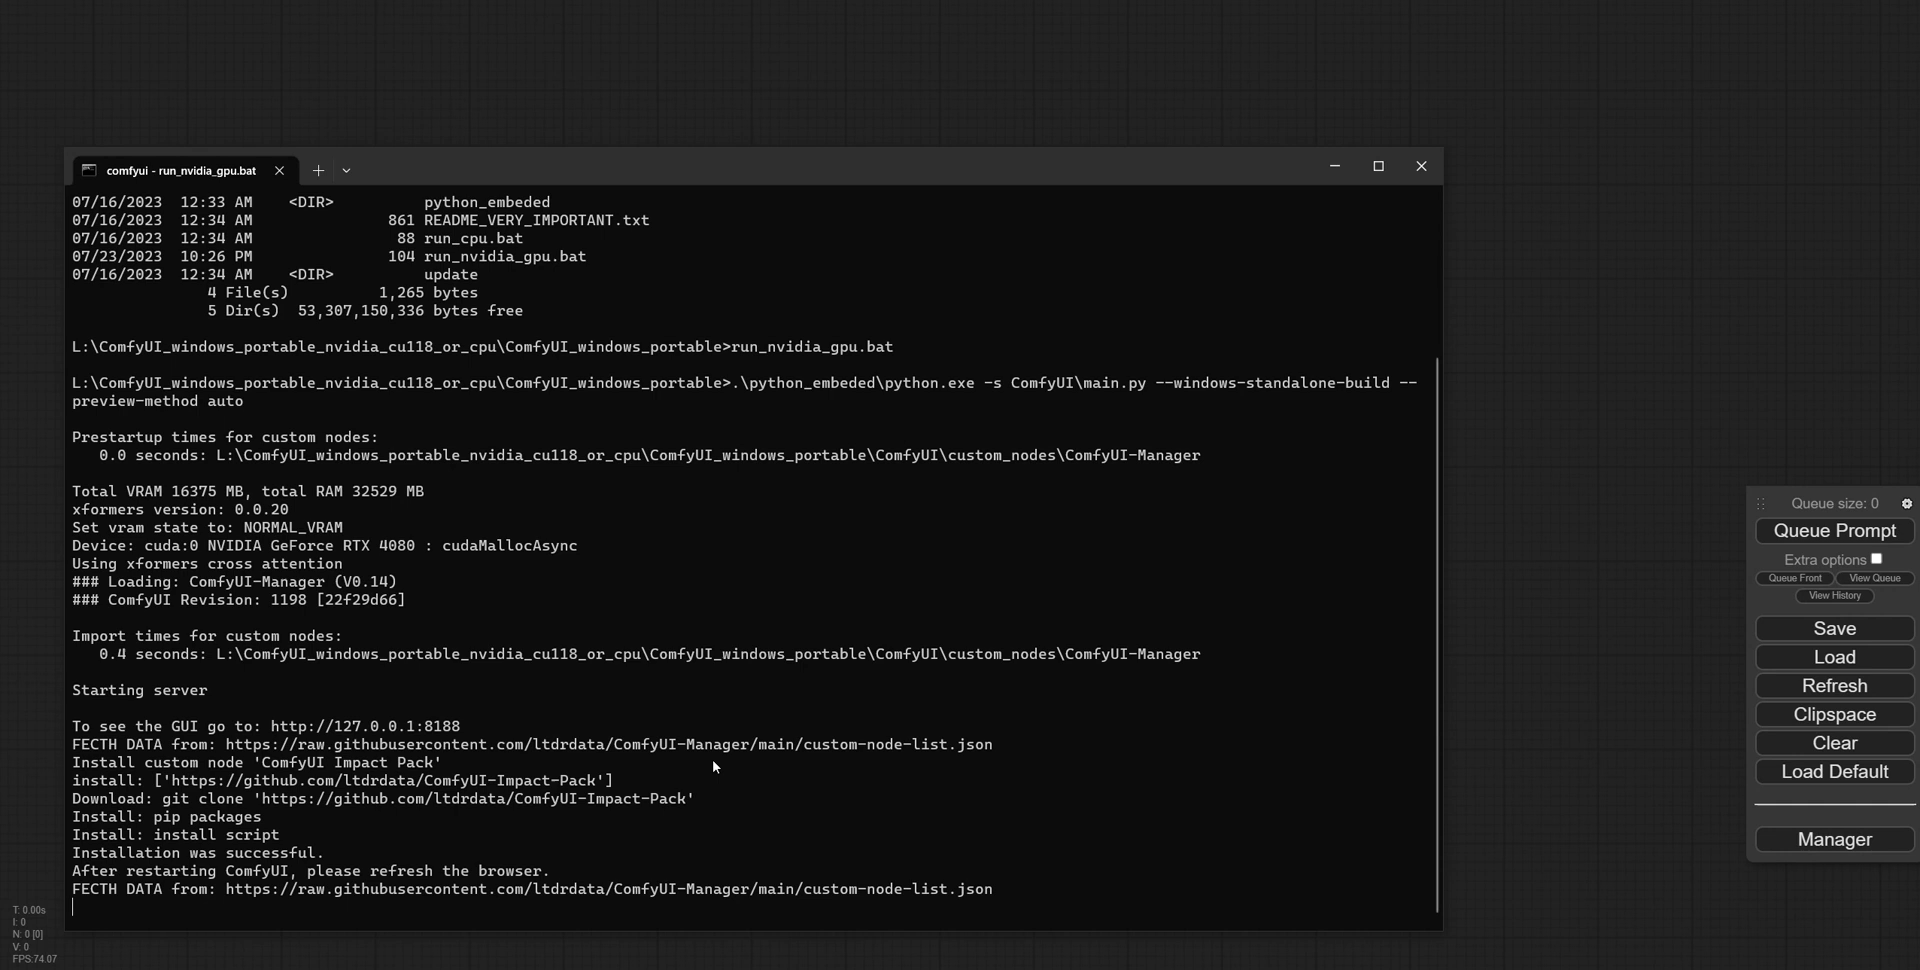 comfyui - run_nvidia_gpu.bat
07/16/2023  12:33 AM    <DIR>          python_embeded
07/16/2023  12:34 AM               861 README_VERY_IMPORTANT.txt
07/16/2023  12:34 AM                88 run_cpu.bat
07/23/2023  10:26 PM               104 run_nvidia_gpu.bat
07/16/2023  12:34 AM    <DIR>          update
4 File(s)          1,265 bytes
5 Dir(s)  53,307,150,336 bytes free
L:\ComfyUI_windows_portable_nvidia_cu118_or_cpu\ComfyUI_windows_portable>run_nvidia_gpu.bat
L:\ComfyUI_windows_portable_nvidia_cu118_or_cpu\ComfyUI_windows_portable>.\python_embeded\python.exe -s ComfyUI\main.py --windows-standalone-build --
preview-method auto
Prestartup times for custom nodes:
0.0 seconds: L:\ComfyUI_windows_portable_nvidia_cu118_or_cpu\ComfyUI_windows_portable\ComfyUI\custom_nodes\ComfyUI-Manager
Total VRAM 16375 MB, total RAM 32529 MB
xformers version: 0.0.20
Set vram state to: NORMAL_VRAM
Device: cuda:0 NVIDIA GeForce RTX 4080 : cudaMallocAsync
Using xformers cross attention
### Loading: ComfyUI-Manager (V0.14)
### ComfyUI Revision: 1198 [22f29d66]
Import times for custom nodes:
0.4 seconds: L:\ComfyUI_windows_portable_nvidia_cu118_or_cpu\ComfyUI_windows_portable\ComfyUI\custom_nodes\ComfyUI-Manager
Starting server
To see the GUI go to: http://127.0.0.1:8188
FECTH DATA from: https://raw.githubusercontent.com/ltdrdata/ComfyUI-Manager/main/custom-node-list.json
Install custom node 'ComfyUI Impact Pack'
install: ['https://github.com/ltdrdata/ComfyUI-Impact-Pack']
Download: git clone 'https://github.com/ltdrdata/ComfyUI-Impact-Pack'
Install: pip packages
Install: install script
Installation was successful.
After restarting ComfyUI, please refresh the browser.
FECTH DATA from: https://raw.githubusercontent.com/ltdrdata/ComfyUI-Manager/main/custom-node-list.json
Queue size: 0
Queue Prompt
Extra options
Queue Front View Queue
View History
Save
Load
Refresh
Clipspace
Clear
Load Default
Manager
T: 0.00s
I: 0
N: 0 [0]
V: 0
FPS:74.07